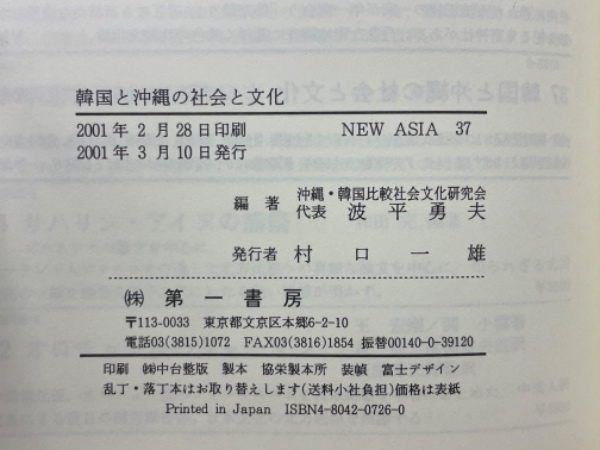 韓国と沖縄の社会と文化
2001年2月28日印刷 NEW ASIA 37
2001年3月10日発行
編著 沖縄・韓国比較社会文化研究会
代表 波平勇夫
発行者 村口一雄
㈱ 第一書房
〒113-0033 東京都文京区本郷6-2-10
電話03(3815)1072 FAX03(3816)1854 振替00140-0-39120
印刷 ㈱中台整版 製本 協栄製本所 装幀 富士デザイン
乱丁・落丁本はお取り替えします(送料小社負担)価格は表紙
Printed in Japan ISBN4-8042-0726-0